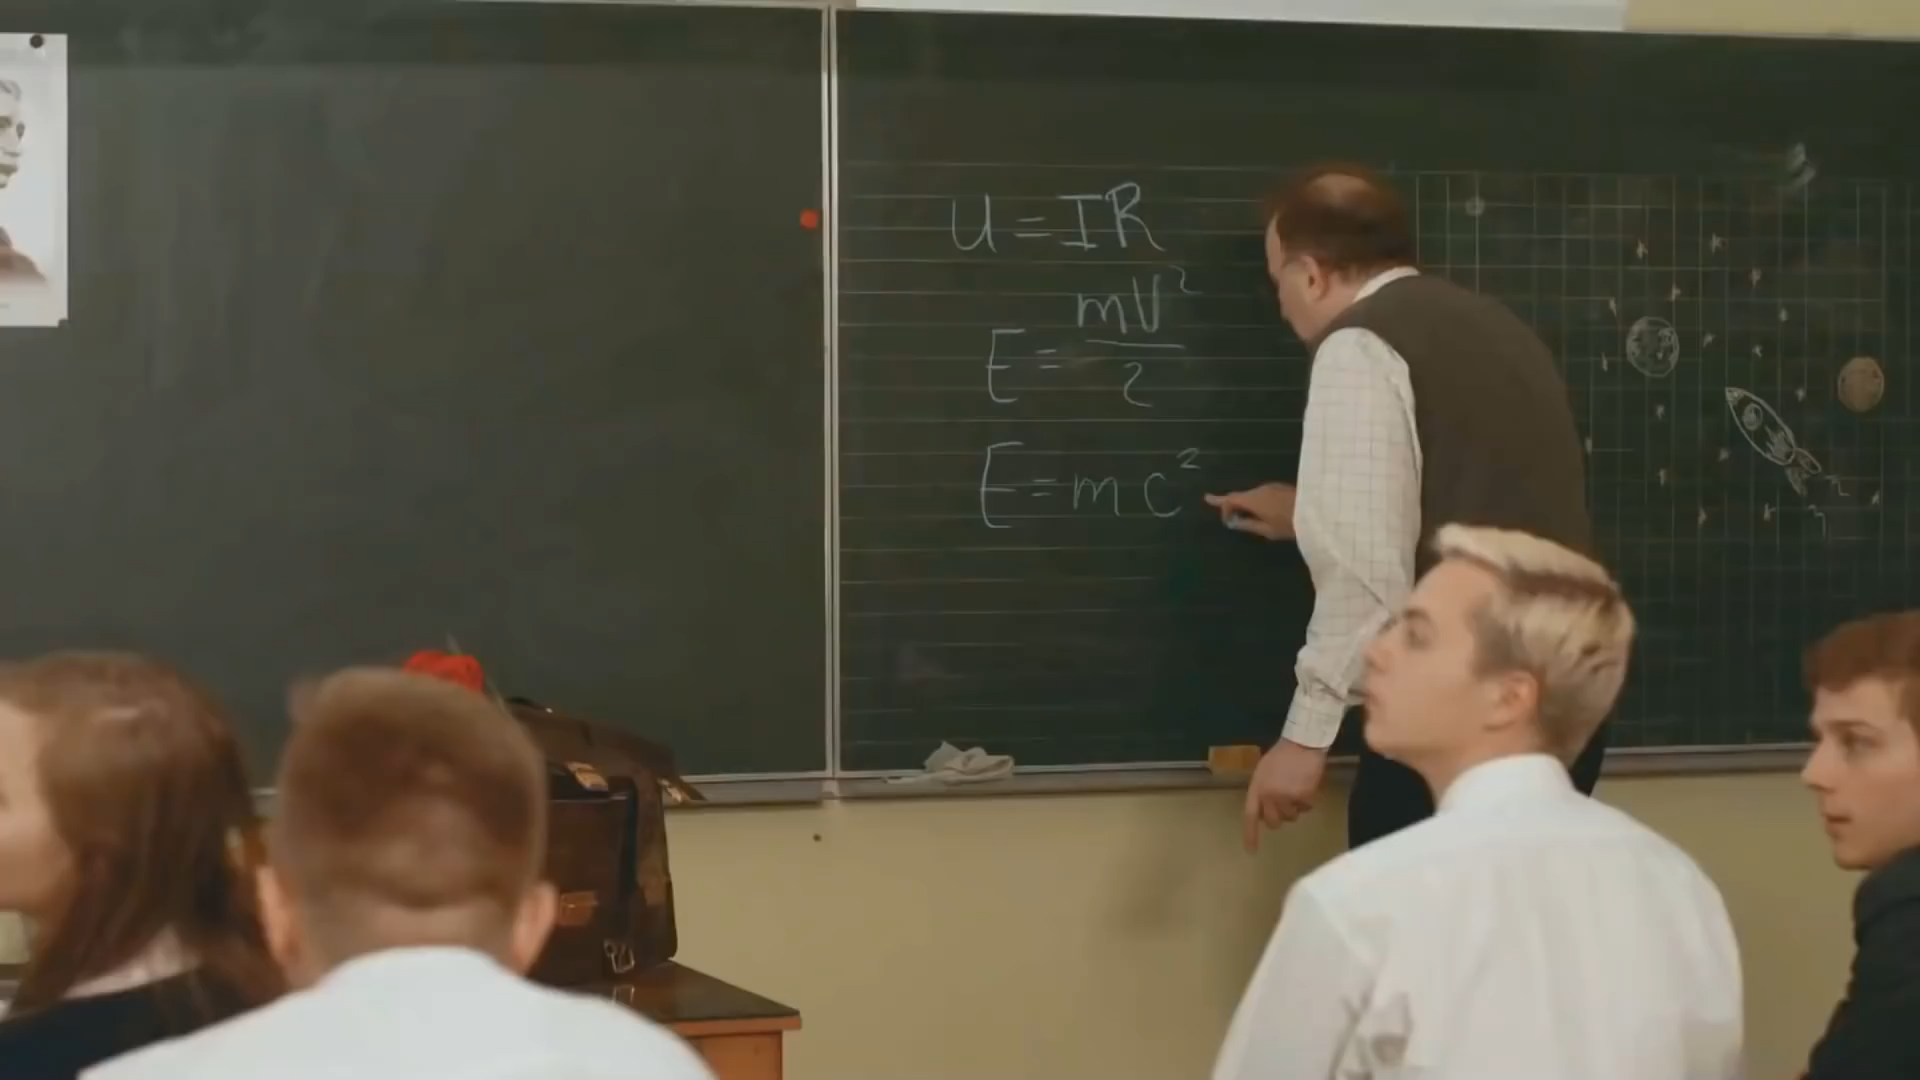 U = IR
E = mV²/2
E = mc²